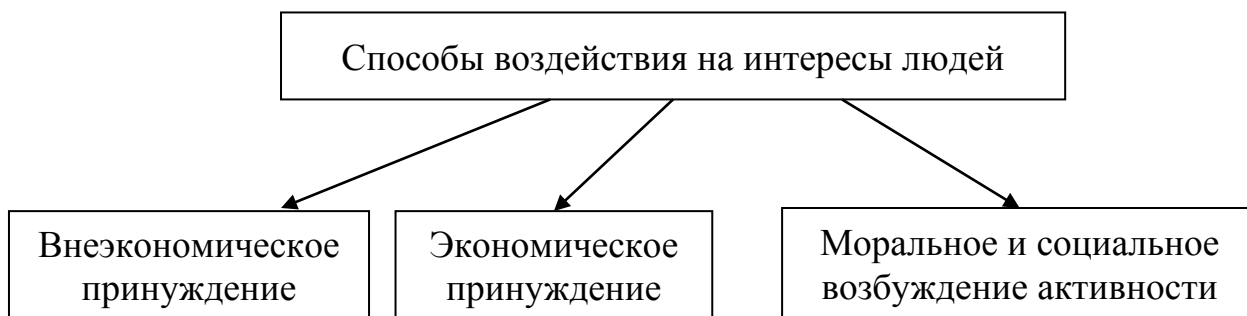 Способы воздействия на интересы людей
Внеэкономическое
принуждение
Экономическое
принуждение
Моральное и социальное
возбуждение активности